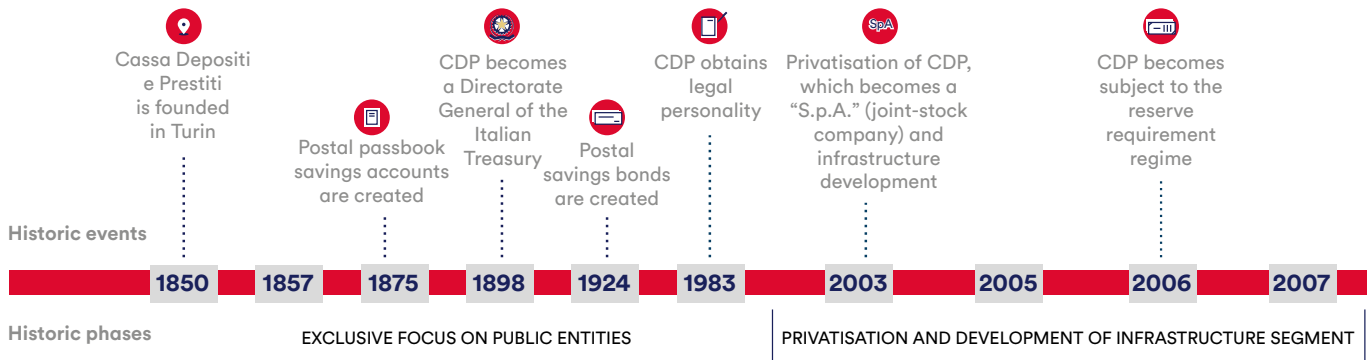 Cassa Depositi
e Prestiti
is founded
in Turin
Postal passbook
savings accounts
are created
CDP becomes
a Directorate
General of the
Italian
Treasury
Postal
savings bonds
are created
CDP obtains
legal
personality
SpA
Privatisation of CDP,
which becomes a
“S.p.A.” (joint-stock
company) and
infrastructure
development
CDP becomes
subject to the
reserve
requirement
regime
Historic events
1850 1857 1875 1898 1924 1983 2003 2005 2006 2007
Historic phases
EXCLUSIVE FOCUS ON PUBLIC ENTITIES
PRIVATISATION AND DEVELOPMENT OF INFRASTRUCTURE SEGMENT